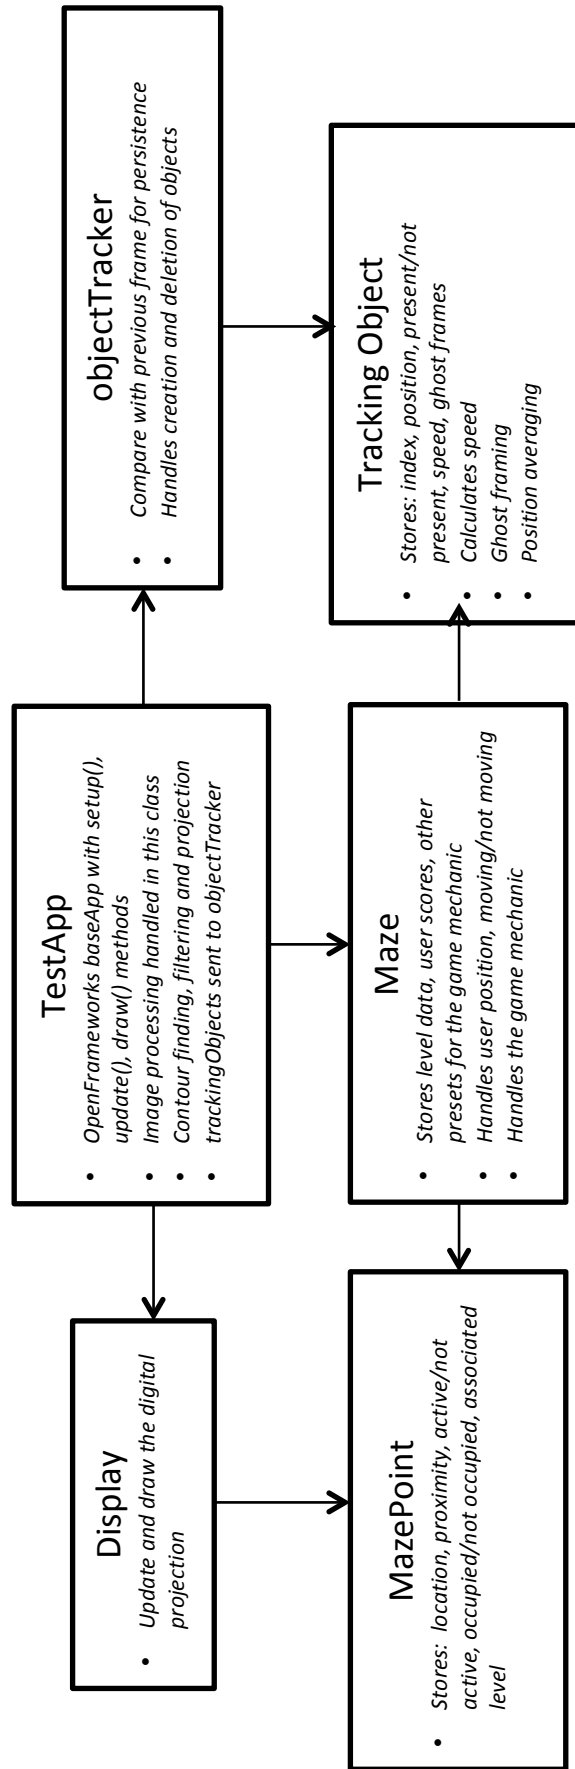 Display
• Update and draw the digital
projection
TestApp
• OpenFrameworks baseApp with setup(),
update(), draw() methods
• Image processing handled in this class
• Contour finding, filtering and projection
• trackingObjects sent to objectTracker
objectTracker
• Compare with previous frame for persistence
• Handles creation and deletion of objects
MazePoint
• Stores: location, proximity, active/not
active, occupied/not occupied, associated
level
Maze
• Stores level data, user scores, other
presets for the game mechanic
• Handles user position, moving/not moving
• Handles the game mechanic
Tracking Object
• Stores: index, position, present/not
present, speed, ghost frames
• Calculates speed
• Ghost framing
• Position averaging